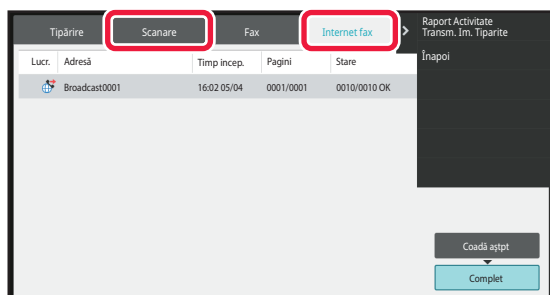 Tipărire Scanare Fax Internet fax
Raport Activitate
Transm. Im. Tiparite
Înapoi
Lucr. Adresă Timp incep. Pagini Stare
Broadcast0001 16:02 05/04 0001/0001 0010/0010 OK
Coadă aștpt
Complet